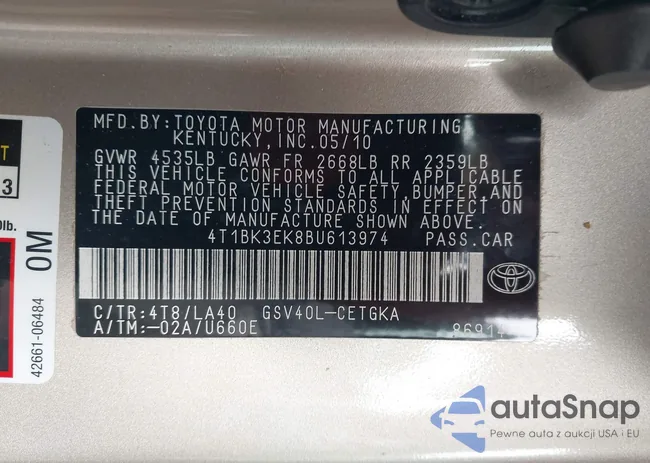 MFD.BY:TOYOTA MOTOR MANUFACTURING
KENTUCKY,INC.05/10
GVWR 4535LB GAWR FR 2668LB RR 2359LB
THIS VEHICLE CONFORMS TO ALL APPLICABLE
FEDERAL MOTOR VEHICLE SAFETY, BUMPER AND
THEFT PREVENTION STANDARDS IN EFFECT ON
THE DATE OF MANUFACTURE SHOWN ABOVE.
4T1BK3EK8BU613974 PASS.CAR
C/TR:4T8/LA40 GSV40L-CETGKA
A/TM:-02A/U660E 86914
T
3
lb.
0M
42661-06484
autaSnap
Pewne auta z aukcji USA i EU